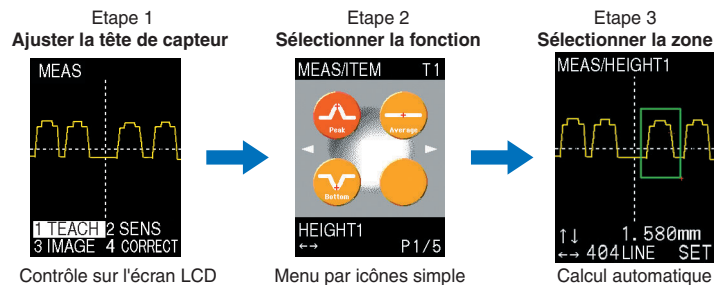 Etape 1
Ajuster la tête de capteur
MEAS
1 TEACH 2 SENS
3 IMAGE 4 CORRECT
Contrôle sur l'écran LCD
Etape 2
Sélectionner la fonction
MEAS/ITEM T1
Peak
Average
Bottom
HEIGHT1
↔ P1/5
Menu par icônes simple
Etape 3
Sélectionner la zone
MEAS/HEIGHT1
↑↓ 1.580mm
←→ 404LINE SET
Calcul automatique